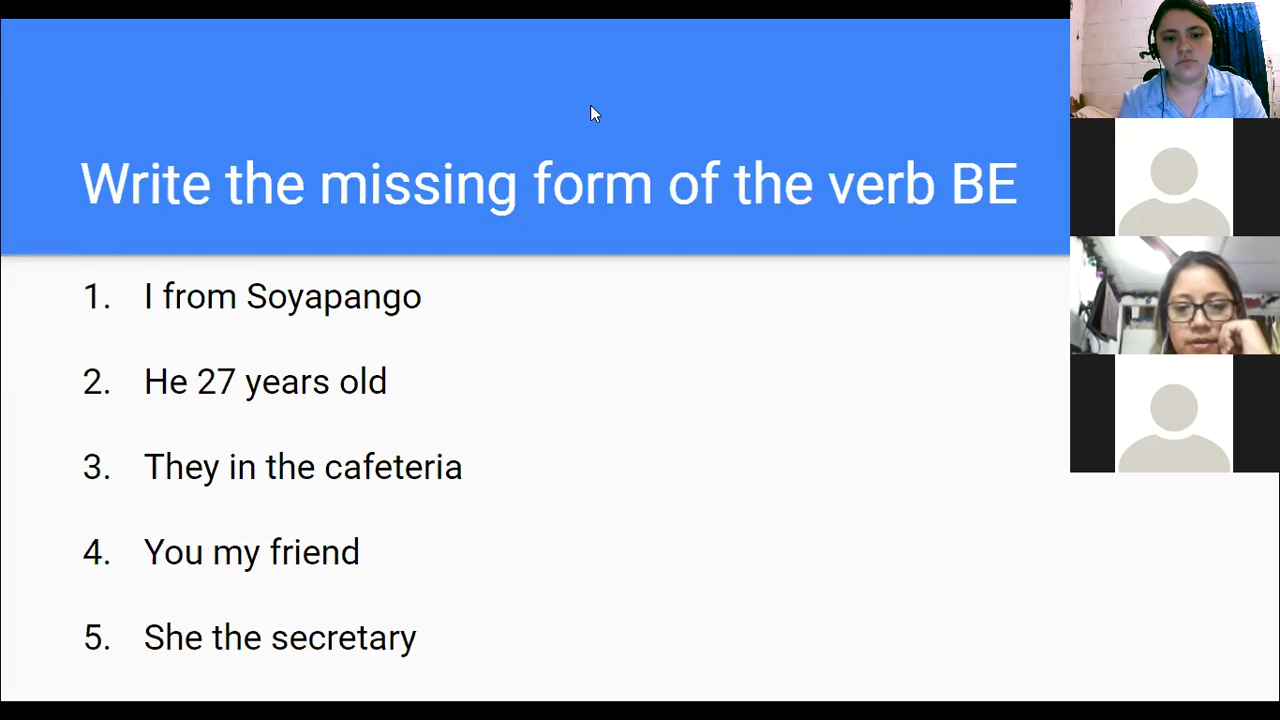 Write the missing form of the verb BE
1. I from Soyapango
2. He 27 years old
3. They in the cafeteria
4. You my friend
5. She the secretary